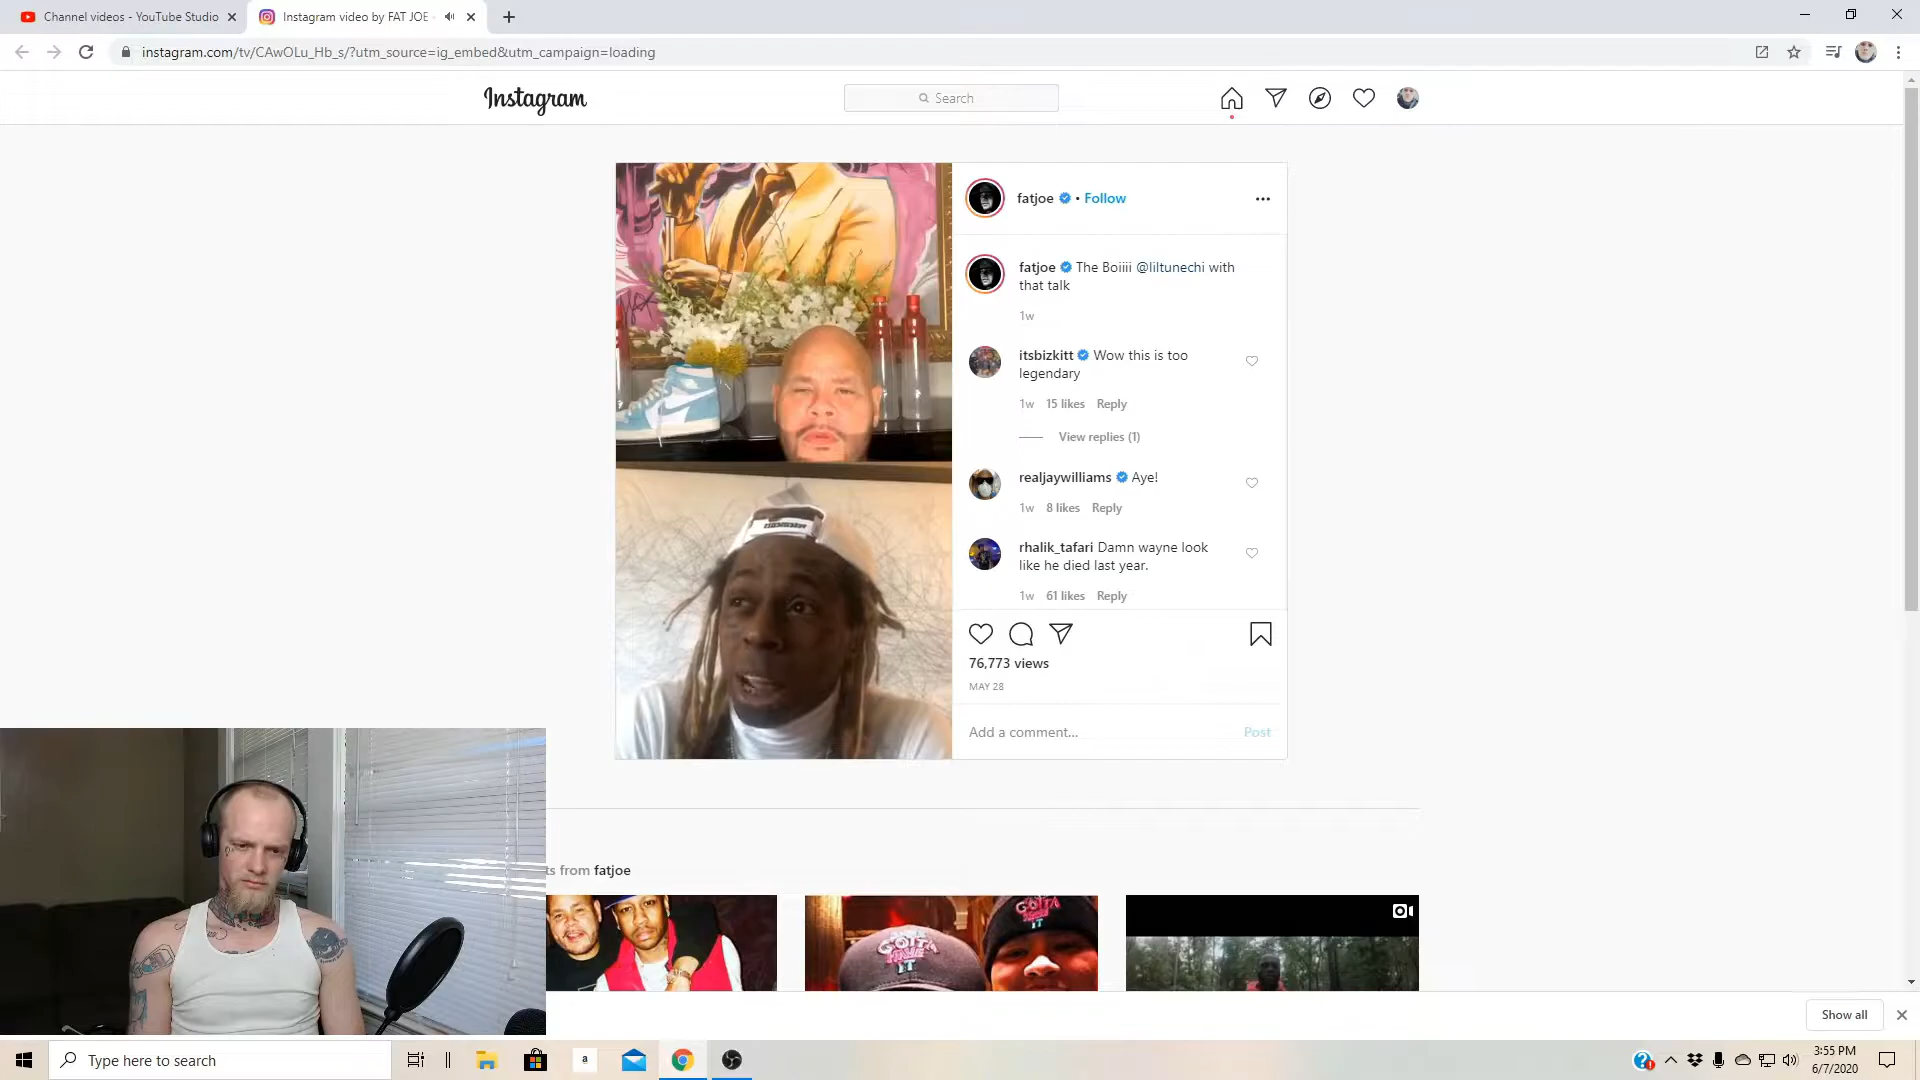 Channel videos - YouTube Studio
Instagram video by FAT JOE
instagram.com/tv/CAwOLu_Hb_s/?utm_source=ig_embed&utm_campaign=loading
Instagram
Search
fatjoe • Follow
fatjoe The Boiiii @liltunechi with
that talk
1w
itsbizkitt Wow this is too
legendary
1w 15 likes Reply
View replies (1)
realjaywilliams Aye!
1w 8 likes Reply
rhalik_tafari Damn wayne look
like he died last year.
1w 61 likes Reply
76,773 views
MAY 28
Add a comment... Post
ts from fatjoe
GOTTA
IT
GOTTA
IT
Show all
Type here to search
a
3:55 PM
6/7/2020